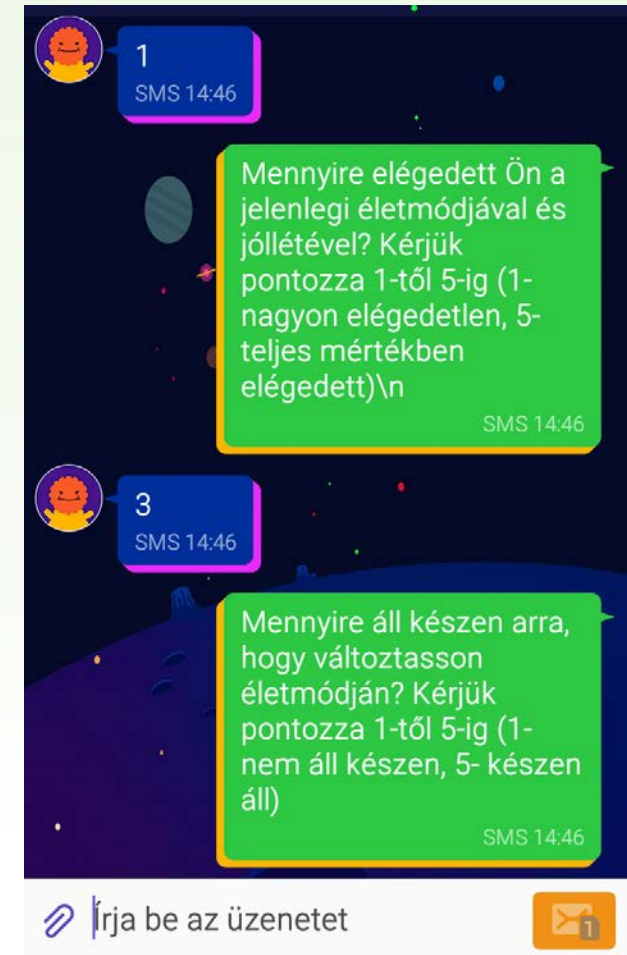 1
SMS 14:46
Mennyire elégedett Ön a
jelenlegi életmódjával és
jóllétével? Kérjük
pontozza 1-től 5-ig (1-
nagyon elégedetlen, 5-
teljes mértékben
elégedett)\n
SMS 14:46
3
SMS 14:46
Mennyire áll készen arra,
hogy változtasson
életmódján? Kérjük
pontozza 1-től 5-ig (1-
nem áll készen, 5- készen
áll)
SMS 14:46
Írja be az üzenetet
1